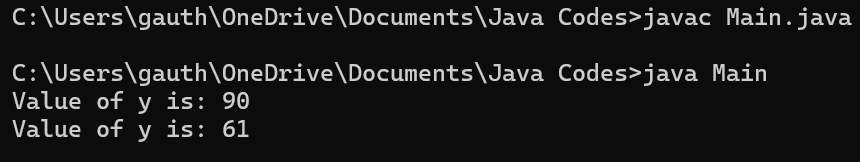 C:\Users\gauth\OneDrive\Documents\Java Codes>javac Main.java
C:\Users\gauth\OneDrive\Documents\Java Codes>java Main
Value of y is: 90
Value of y is: 61